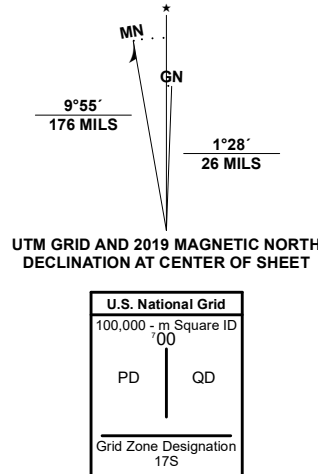 ★
MN
GN
9°55´
176 MILS
1°28´
26 MILS
UTM GRID AND 2019 MAGNETIC NORTH
DECLINATION AT CENTER OF SHEET
U.S. National Grid
100,000 - m Square ID
⁷00
PD QD
Grid Zone Designation
17S